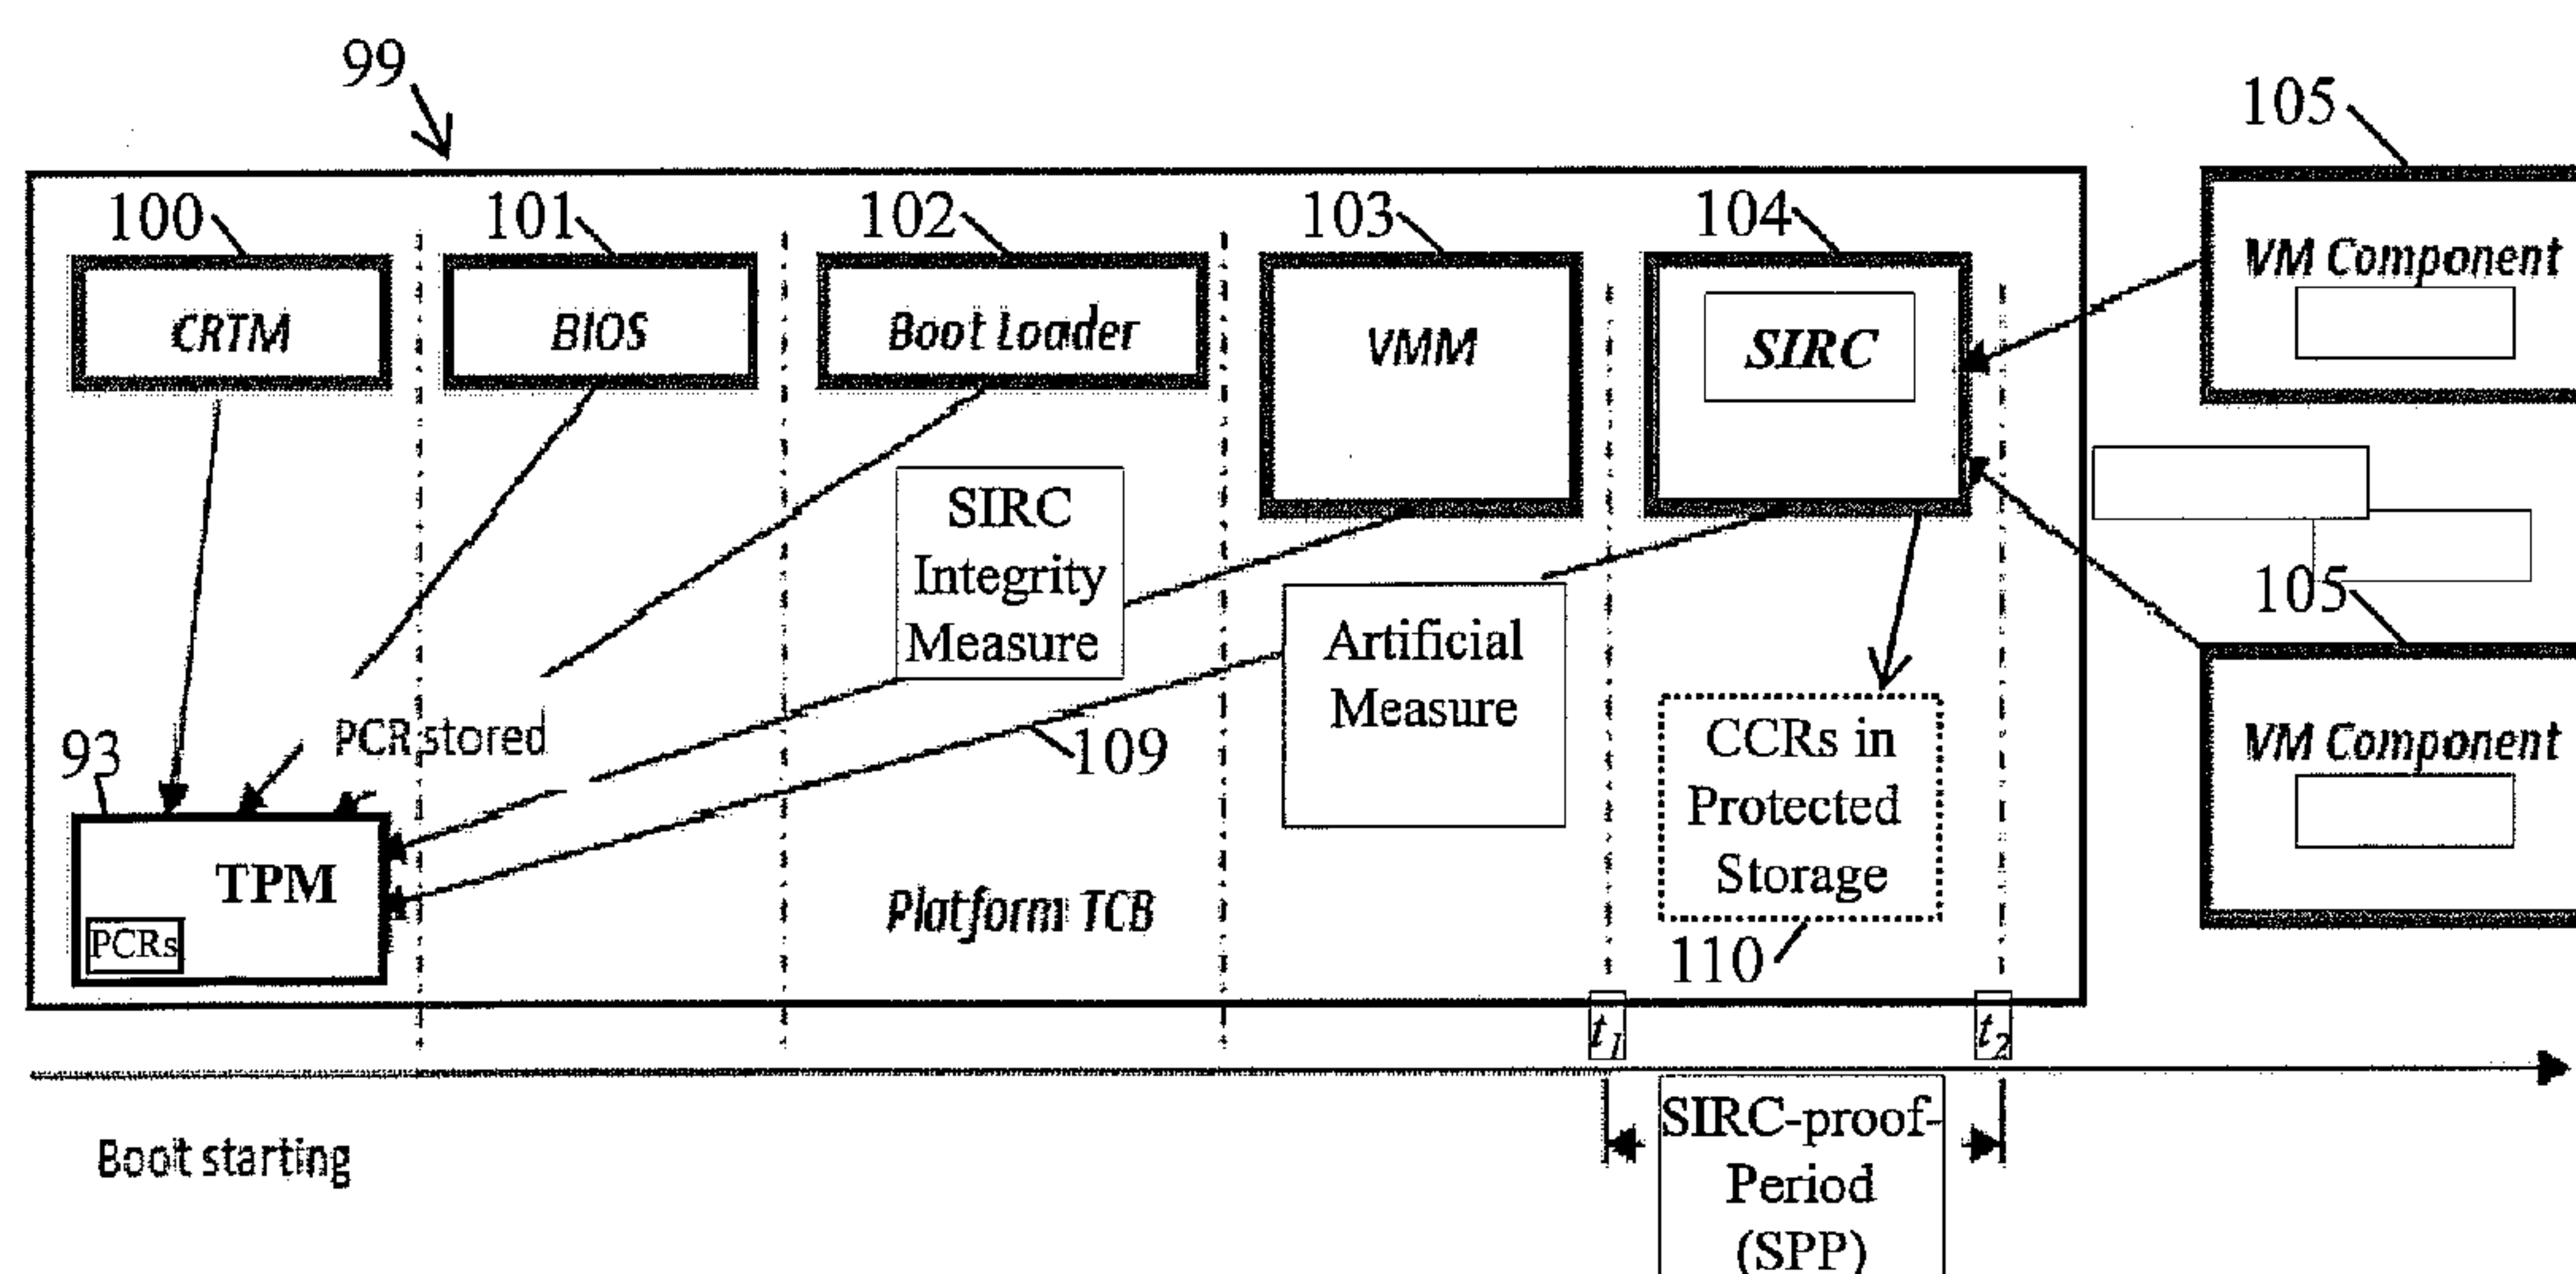 99
105
100
101
102
103
104
CRTM
BIOS
Boot Loader
VMM
SIRC
VM Component
SIRC
Integrity
Measure
Artificial
Measure
105
PCR stored
93
109
CCRs in
Protected
Storage
VM Component
TPM
PCRs
Platform TCB
110
t1
t2
Boot starting
SIRC-proof-
Period
(SPP)